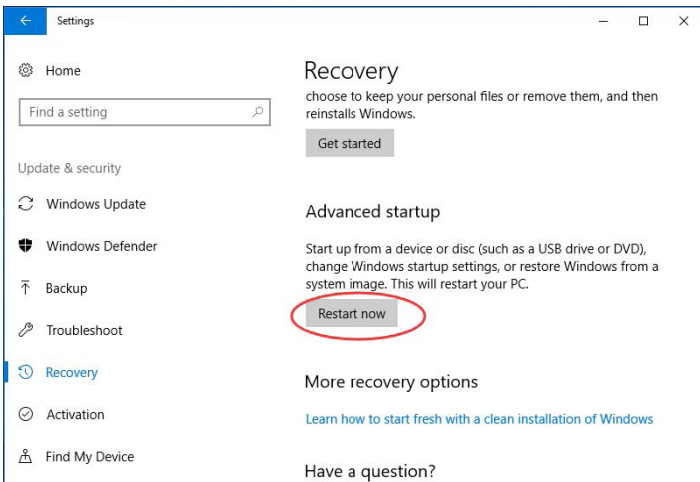 Settings
Home
Find a setting
Update & security
Windows Update
Windows Defender
Backup
Troubleshoot
Recovery
Activation
Find My Device
Recovery
choose to keep your personal files or remove them, and then
reinstalls Windows.
Get started
Advanced startup
Start up from a device or disc (such as a USB drive or DVD),
change Windows startup settings, or restore Windows from a
system image. This will restart your PC.
Restart now
More recovery options
Learn how to start fresh with a clean installation of Windows
Have a question?